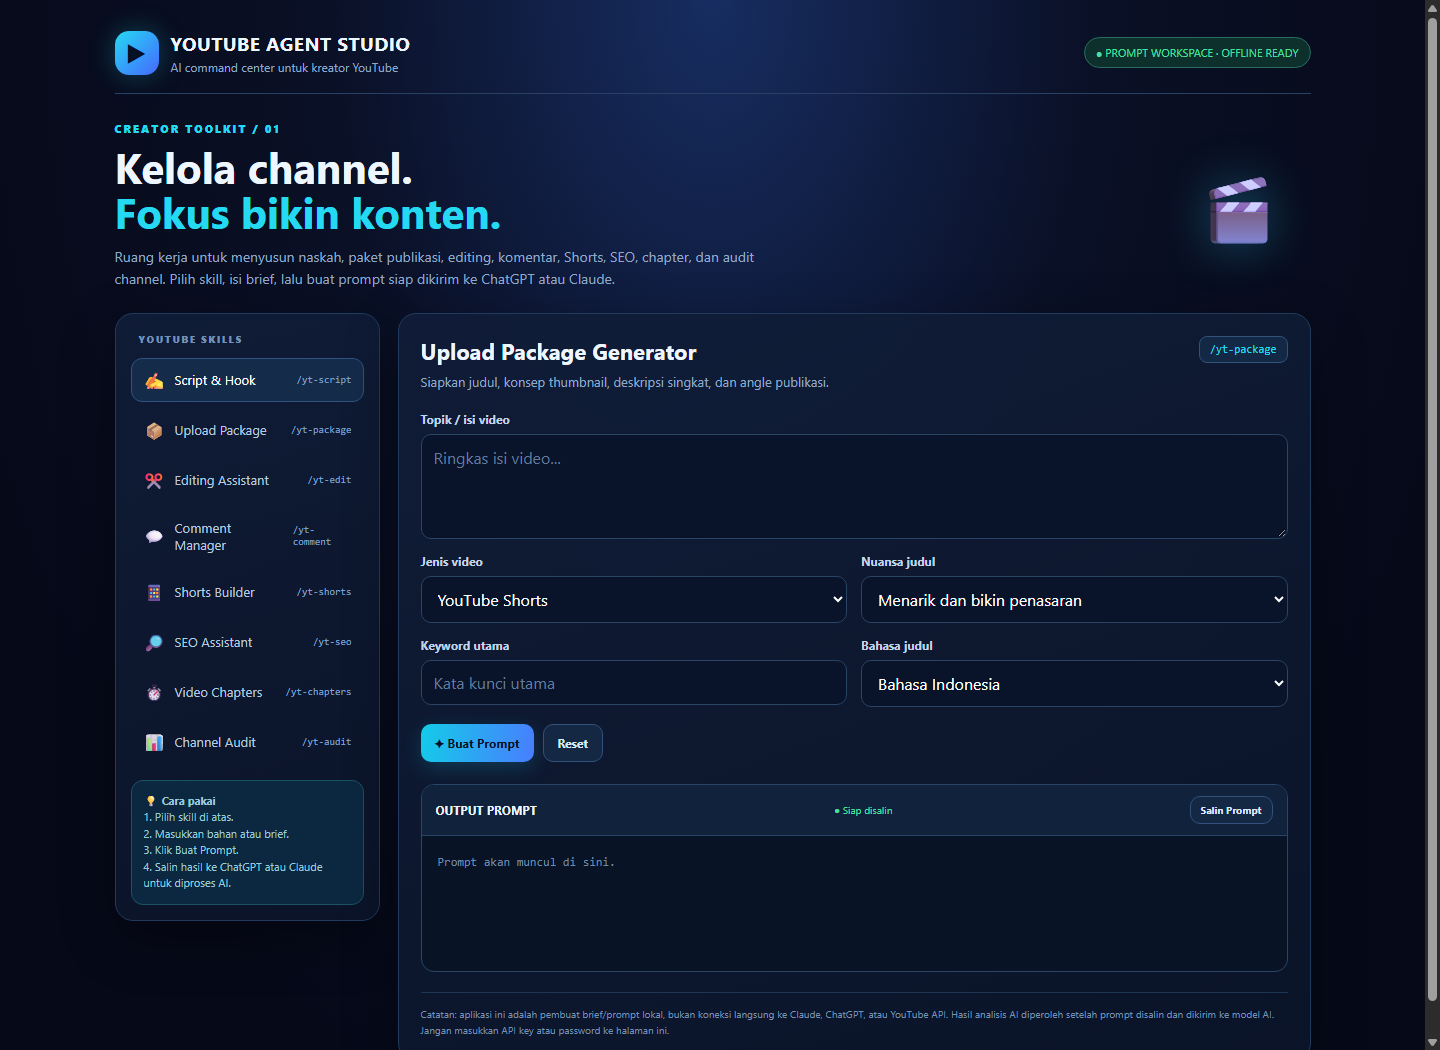 YOUTUBE AGENT STUDIO
AI command center untuk kreator YouTube
● PROMPT WORKSPACE · OFFLINE READY
CREATOR TOOLKIT / 01
Kelola channel.
Fokus bikin konten.
Ruang kerja untuk menyusun naskah, paket publikasi, editing, komentar, Shorts, SEO, chapter, dan audit
channel. Pilih skill, isi brief, lalu buat prompt siap dikirim ke ChatGPT atau Claude.
YOUTUBE SKILLS
Script & Hook /yt-script
Upload Package /yt-package
Editing Assistant /yt-edit
Comment Manager /yt-comment
Shorts Builder /yt-shorts
SEO Assistant /yt-seo
Video Chapters /yt-chapters
Channel Audit /yt-audit
💡 Cara pakai
1. Pilih skill di atas.
2. Masukkan bahan atau brief.
3. Klik Buat Prompt.
4. Salin hasil ke ChatGPT atau Claude
untuk diproses AI.
Upload Package Generator
/yt-package
Siapkan judul, konsep thumbnail, deskripsi singkat, dan angle publikasi.
Topik / isi video
Ringkas isi video...
Jenis video
YouTube Shorts
Nuansa judul
Menarik dan bikin penasaran
Keyword utama
Kata kunci utama
Bahasa judul
Bahasa Indonesia
✦ Buat Prompt
Reset
OUTPUT PROMPT
● Siap disalin
Salin Prompt
Prompt akan muncul di sini.
Catatan: aplikasi ini adalah pembuat brief/prompt lokal, bukan koneksi langsung ke Claude, ChatGPT, atau YouTube API. Hasil analisis AI diperoleh setelah prompt disalin dan dikirim ke model AI.
Jangan masukkan API key atau password ke halaman ini.